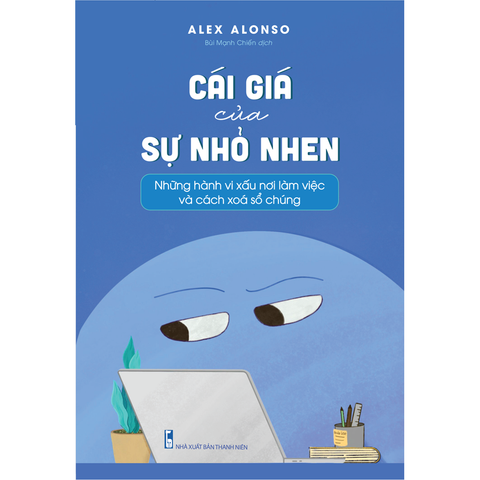 ALEX ALONSO
Bùi Mạnh Chiến dịch
CÁI GIÁ
của
SỰ NHỎ NHEN
Những hành vi xấu nơi làm việc
và cách xoá sổ chúng
NHÀ XUẤT BẢN THANH NIÊN